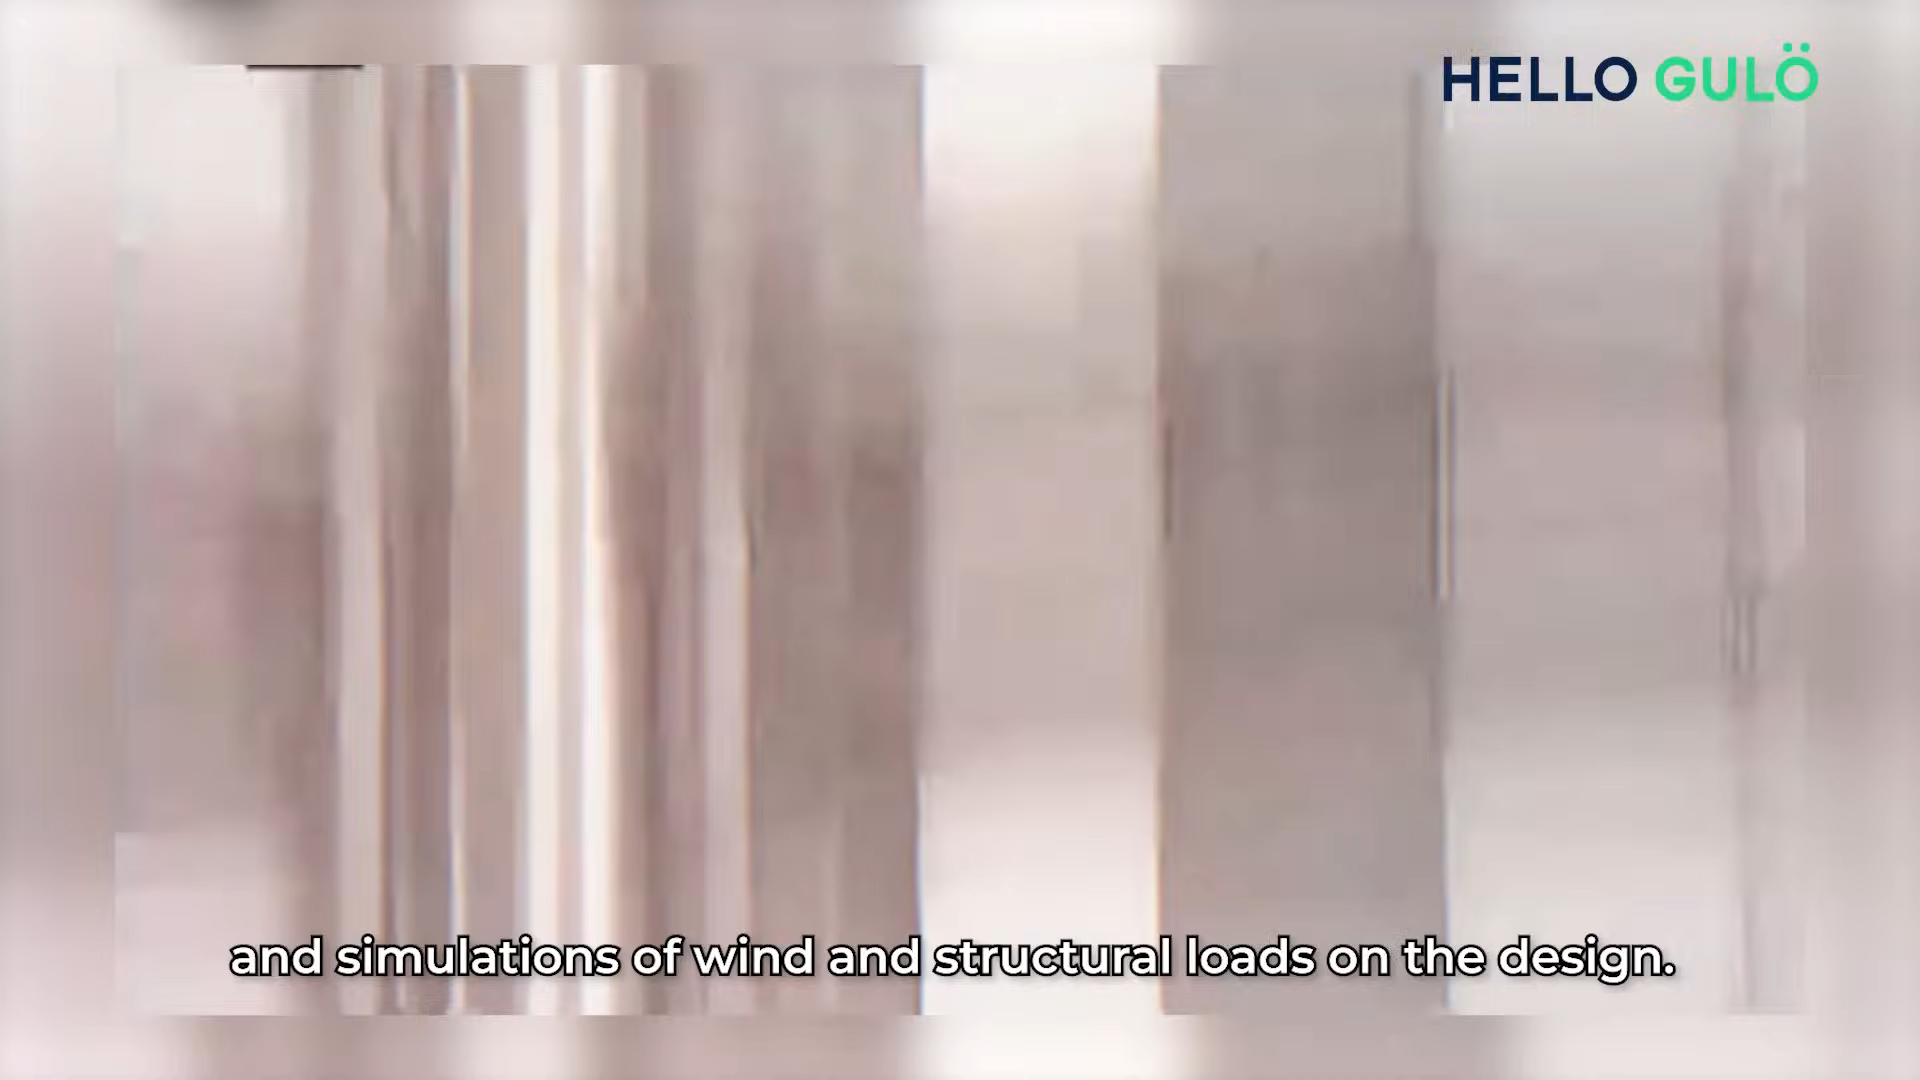 HELLO GULÖ
and simulations of wind and structural loads on the design.